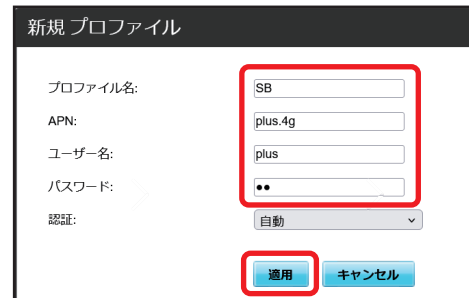 新規 プロファイル
プロファイル名: SB
APN: plus.4g
ユーザー名: plus
パスワード: ●●
認証: 自動
適用 キャンセル